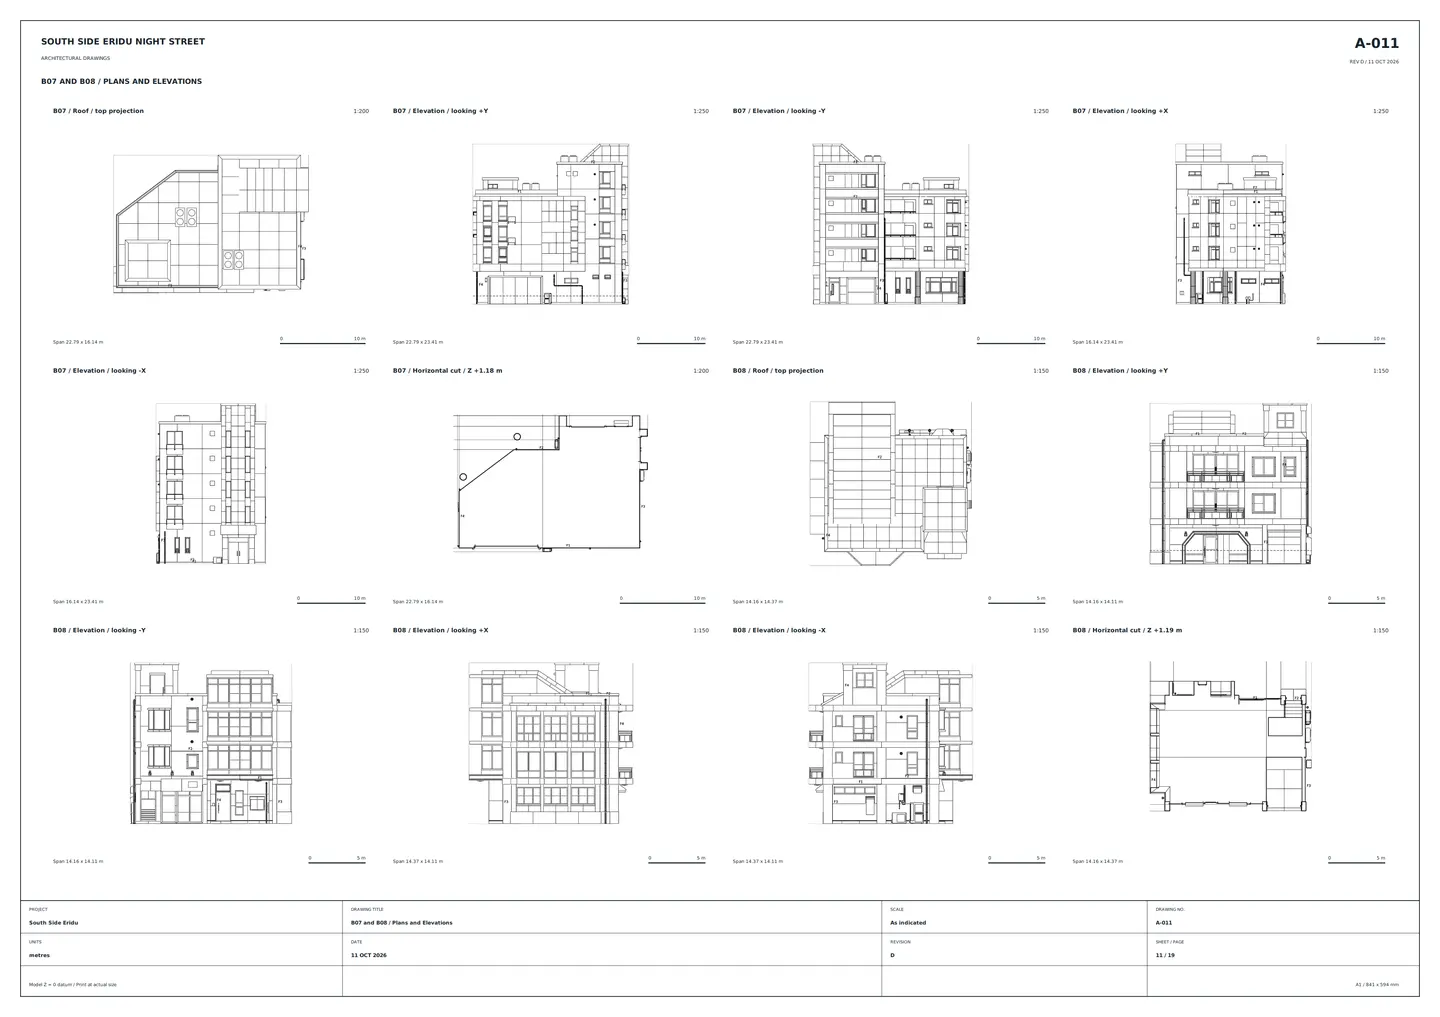 SOUTH SIDE ERIDU NIGHT STREET
A-011
ARCHITECTURAL DRAWINGS
REV D / 11 OCT 2026
B07 AND B08 / PLANS AND ELEVATIONS
B07 / Roof / top projection 1:200
B07 / Elevation / looking +Y 1:250
B07 / Elevation / looking -Y 1:250
B07 / Elevation / looking +X 1:250
Span 22.79 x 16.14 m 0 10 m
Span 22.79 x 23.41 m 0 10 m
Span 22.79 x 23.41 m 0 10 m
Span 16.14 x 23.41 m 0 10 m
B07 / Elevation / looking -X 1:250
B07 / Horizontal cut / Z +1.18 m 1:200
B08 / Roof / top projection 1:150
B08 / Elevation / looking +Y 1:150
Span 16.14 x 23.41 m 0 10 m
Span 22.79 x 16.14 m 0 10 m
Span 14.16 x 14.37 m 0 5 m
Span 14.16 x 14.11 m 0 5 m
B08 / Elevation / looking -Y 1:150
B08 / Elevation / looking +X 1:150
B08 / Elevation / looking -X 1:150
B08 / Horizontal cut / Z +1.19 m 1:150
Span 14.16 x 14.11 m 0 5 m
Span 14.37 x 14.11 m 0 5 m
Span 14.37 x 14.11 m 0 5 m
Span 14.16 x 14.37 m 0 5 m
PROJECT
South Side Eridu
DRAWING TITLE
B07 and B08 / Plans and Elevations
SCALE
As indicated
DRAWING NO.
A-011
UNITS
metres
DATE
11 OCT 2026
REVISION
D
SHEET / PAGE
11 / 19
Model Z = 0 datum / Print at actual size
A1 / 841 x 594 mm